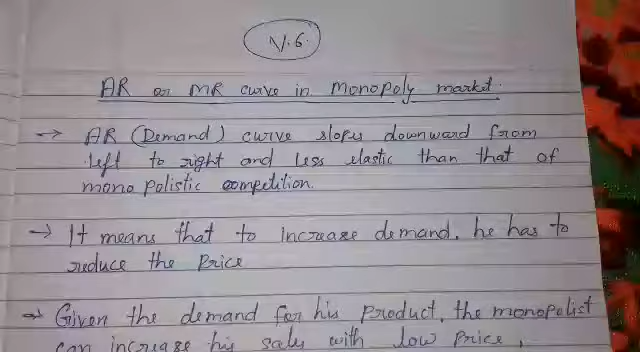 N.6.
AR or MR curve in monopoly market.
→ AR (Demand) curve slopes downward from
left to right and less elastic than that of
mono polistic competition.
→ It means that to increase demand, he has to
reduce the price
→ Given the demand for his product, the monopolist
can increase his sales with low price,